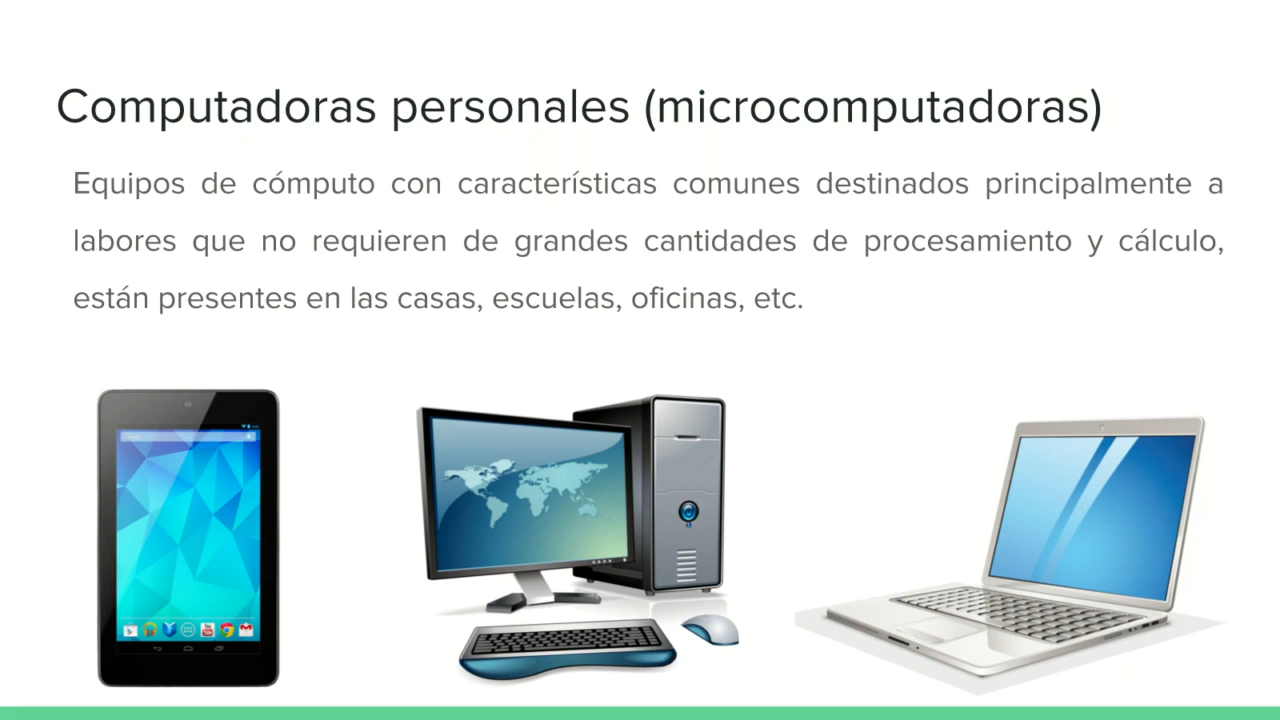 Computadoras personales (microcomputadoras)
Equipos de cómputo con características comunes destinados principalmente a
labores que no requieren de grandes cantidades de procesamiento y cálculo,
están presentes en las casas, escuelas, oficinas, etc.